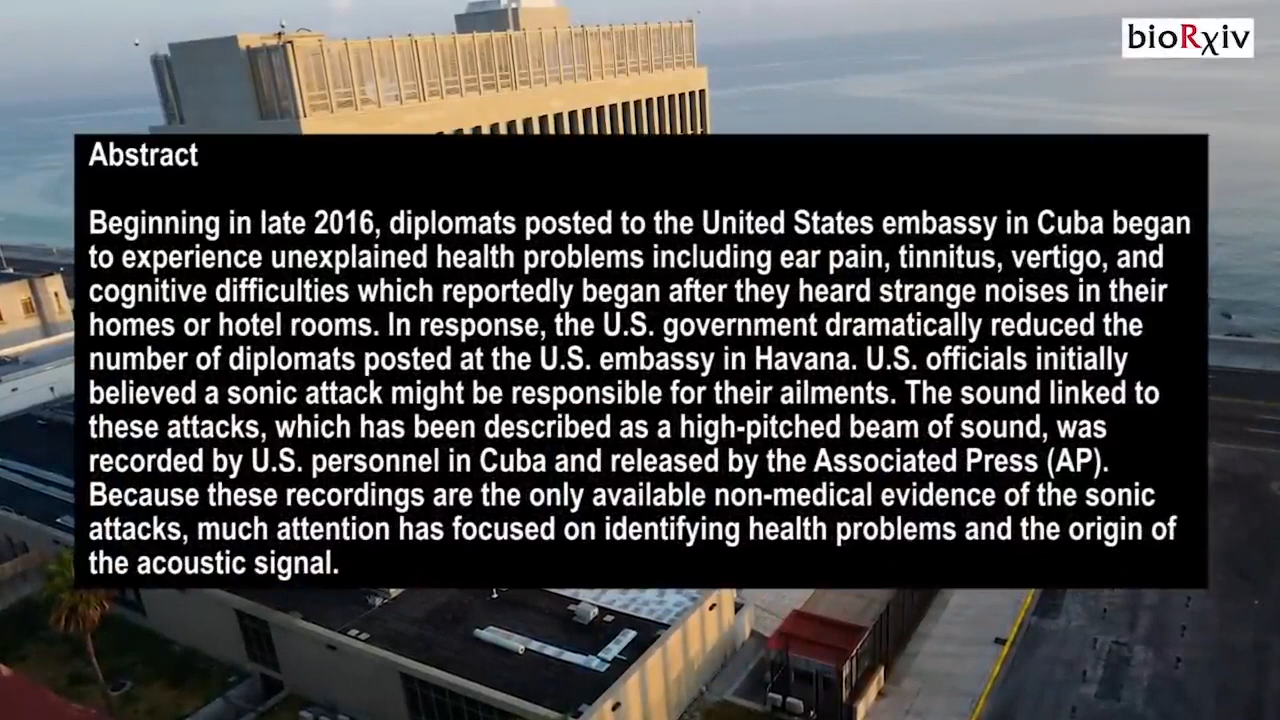 bioRχiv
Abstract
Beginning in late 2016, diplomats posted to the United States embassy in Cuba began
to experience unexplained health problems including ear pain, tinnitus, vertigo, and
cognitive difficulties which reportedly began after they heard strange noises in their
homes or hotel rooms. In response, the U.S. government dramatically reduced the
number of diplomats posted at the U.S. embassy in Havana. U.S. officials initially
believed a sonic attack might be responsible for their ailments. The sound linked to
these attacks, which has been described as a high-pitched beam of sound, was
recorded by U.S. personnel in Cuba and released by the Associated Press (AP).
Because these recordings are the only available non-medical evidence of the sonic
attacks, much attention has focused on identifying health problems and the origin of
the acoustic signal.